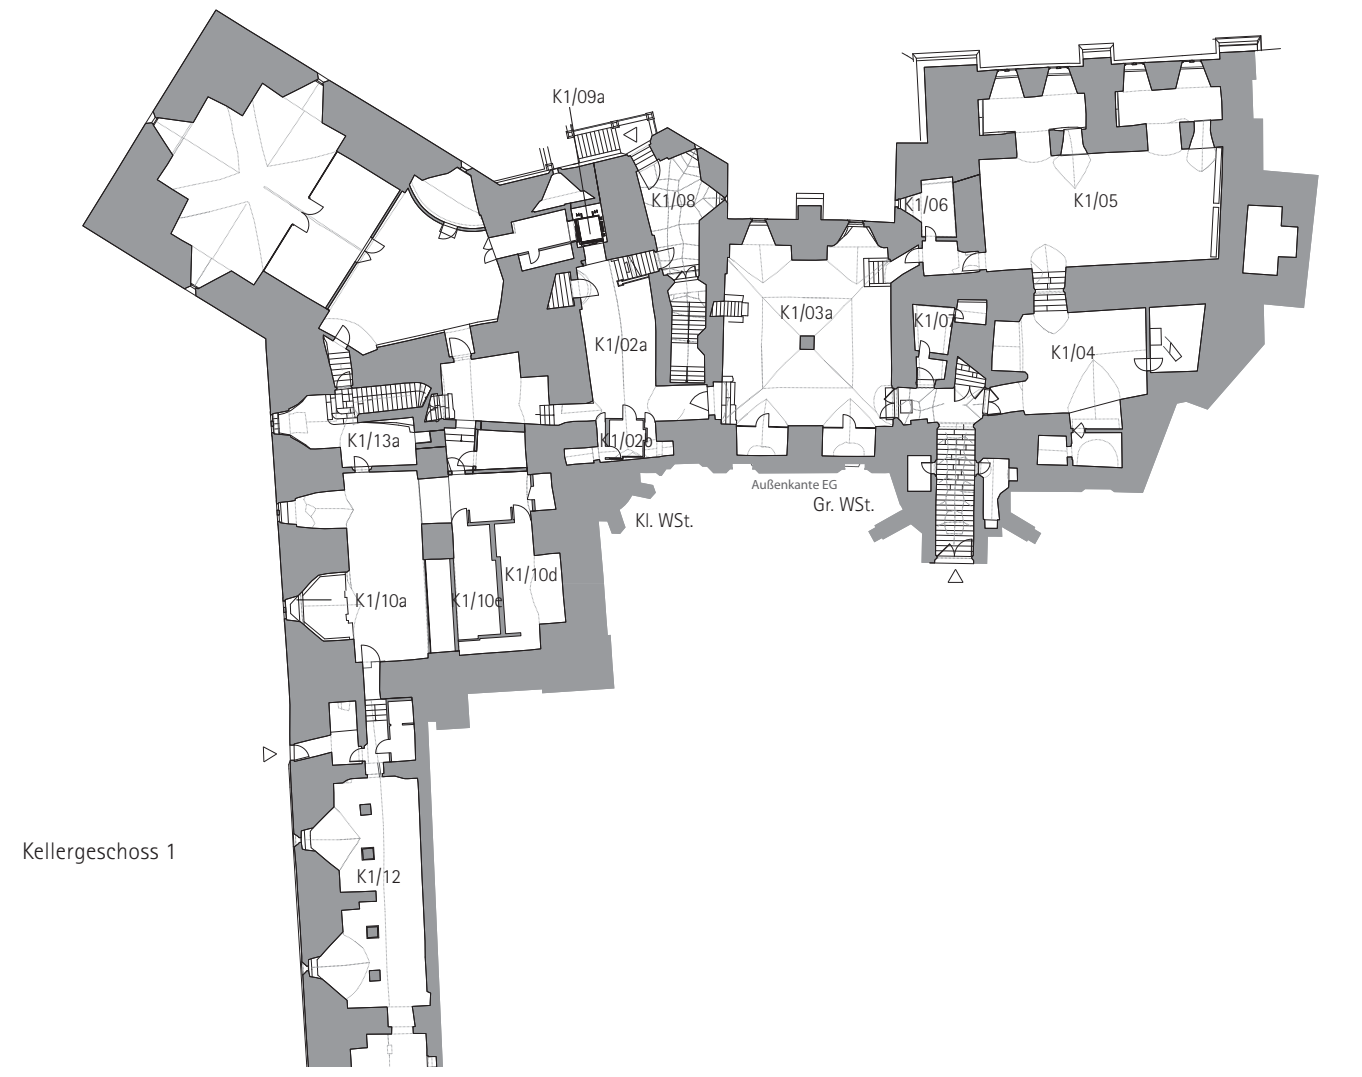 K1/09a
K1/08
K1/06
K1/05
K1/03a
K1/07
K1/02a
K1/04
K1/13a
K1/02b
Außenkante EG
Gr. WSt.
Kl. WSt.
K1/10d
K1/10a
K1/10e
Kellergeschoss 1
K1/12